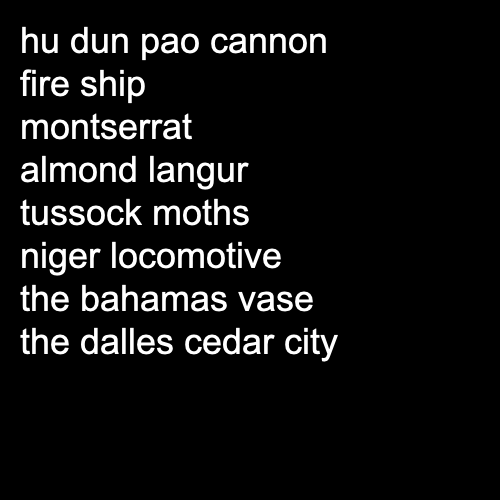 hu dun pao cannon
fire ship
montserrat
almond langur
tussock moths
niger locomotive
the bahamas vase
the dalles cedar city